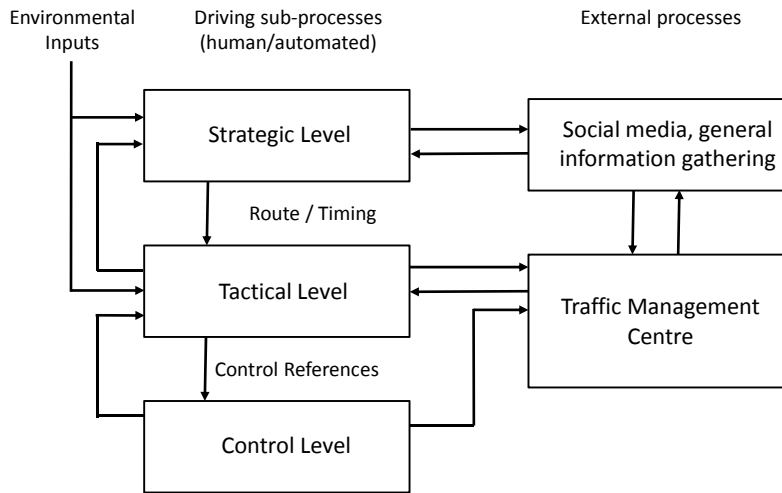 Environmental
Inputs
Driving sub-processes
(human/automated)
External processes
Strategic Level
Social media, general
information gathering
Route / Timing
Tactical Level
Traffic Management
Centre
Control References
Control Level